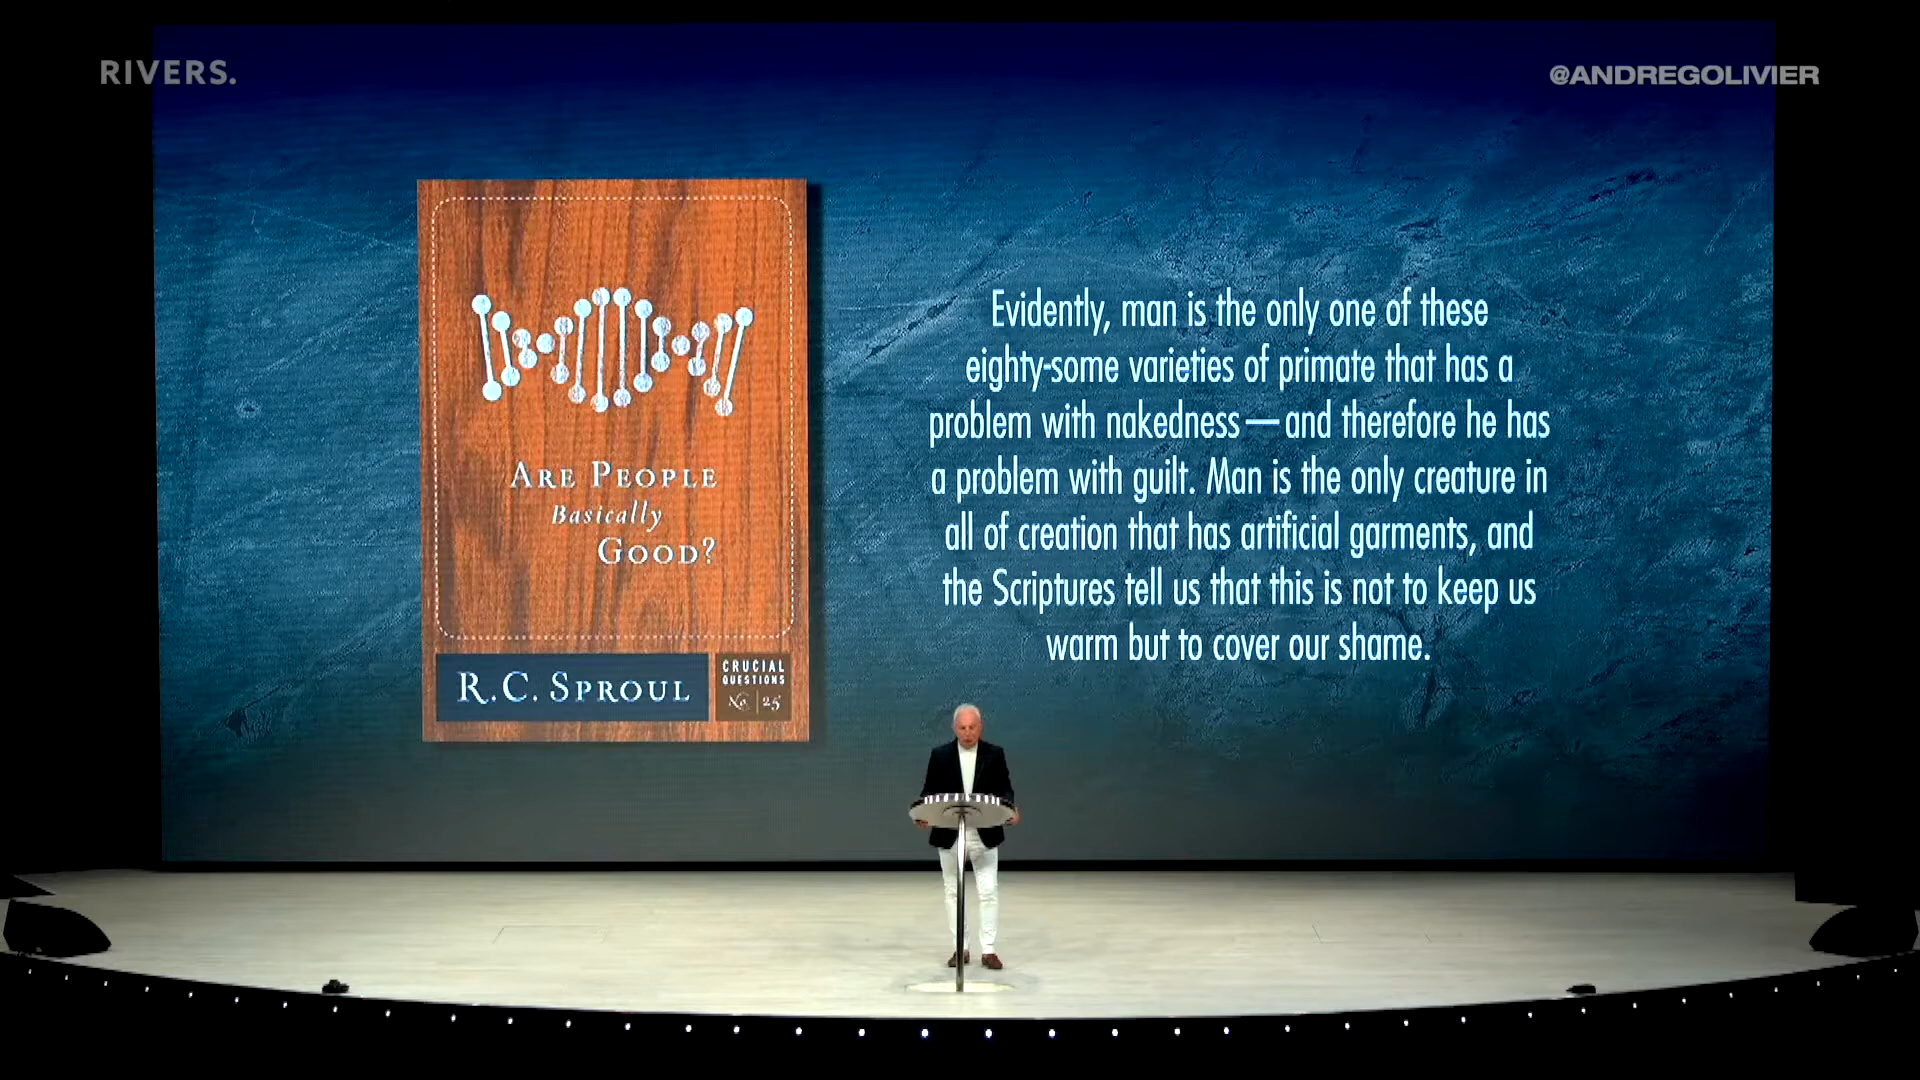 RIVERS.
@ANDREGOLIVIER
ARE PEOPLE
Basically
GOOD?
R.C. SPROUL
CRUCIAL
QUESTIONS
No. 25
Evidently, man is the only one of these
eighty-some varieties of primate that has a
problem with nakedness — and therefore he has
a problem with guilt. Man is the only creature in
all of creation that has artificial garments, and
the Scriptures tell us that this is not to keep us
warm but to cover our shame.